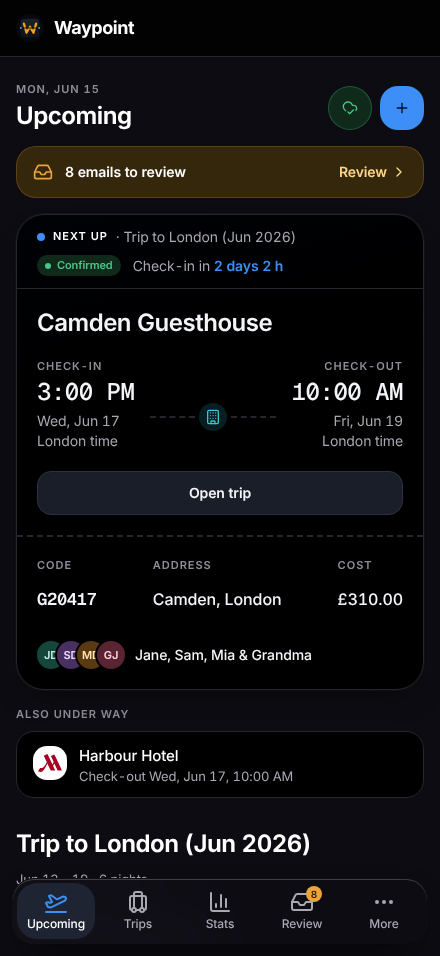 Waypoint
MON, JUN 15
Upcoming
8 emails to review
Review
NEXT UP · Trip to London (Jun 2026)
Confirmed
Check-in in 2 days 2 h
Camden Guesthouse
CHECK-IN
CHECK-OUT
3:00 PM
10:00 AM
Wed, Jun 17
Fri, Jun 19
London time
London time
Open trip
CODE
ADDRESS
COST
G20417
Camden, London
£310.00
GJ
Jane, Sam, Mia & Grandma
ALSO UNDER WAY
Harbour Hotel
Check-out Wed, Jun 17, 10:00 AM
Trip to London (Jun 2026)
8
Upcoming
Trips
Stats
Review
More